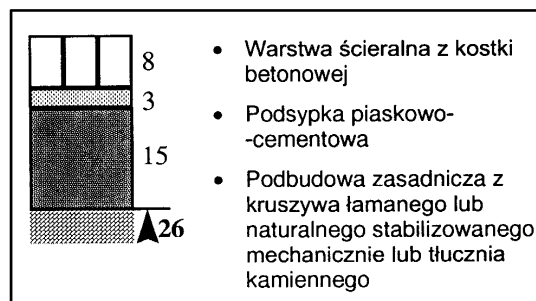 8
3
15
26
• Warstwa ścieralna z kostki
betonowej
• Podsypka piaskowo-
-cementowa
• Podbudowa zasadnicza z
kruszywa łamanego lub
naturalnego stabilizowanego
mechanicznie lub tłucznia
kamiennego